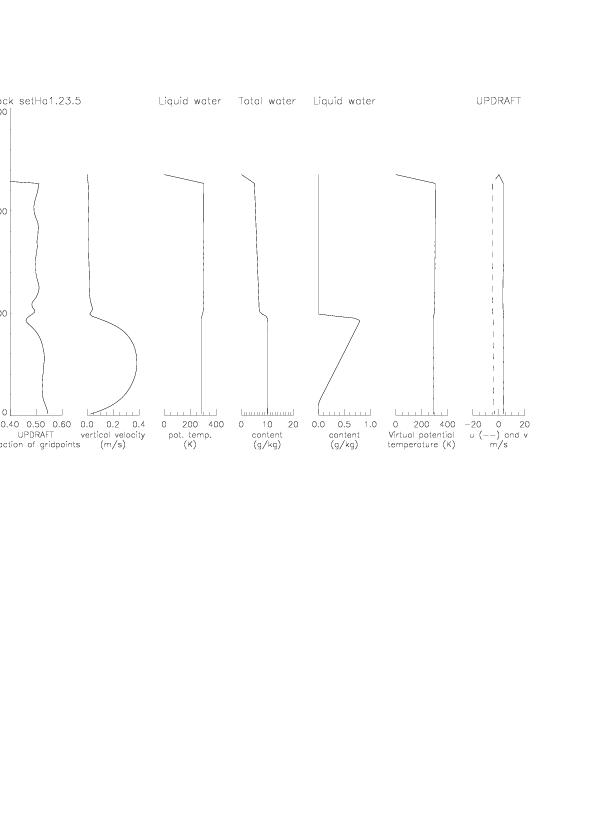 ck setHa1.23.5 Liquid water Total water Liquid water UPDRAFT
00
00
00
0
0.40 0.50 0.60 0.0 0.2 0.4 0 200 400 0 10 20 0.0 0.5 1.0 0 200 400 -20 0 20
UPDRAFT vertical velocity pot. temp. content content Virtual potential u (--) and v
action of gridpoints (m/s) (K) (g/kg) (g/kg) temperature (K) m/s